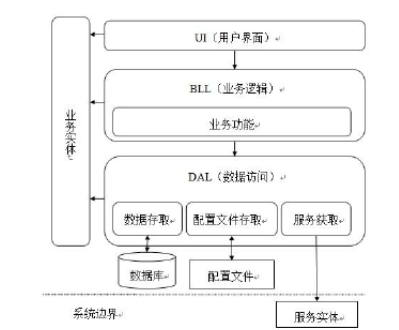 UI（用户界面）
BLL（业务逻辑）
业务功能
业务实体
DAL（数据访问）
数据存取
配置文件存取
服务获取
数据库
配置文件
系统边界
服务实体